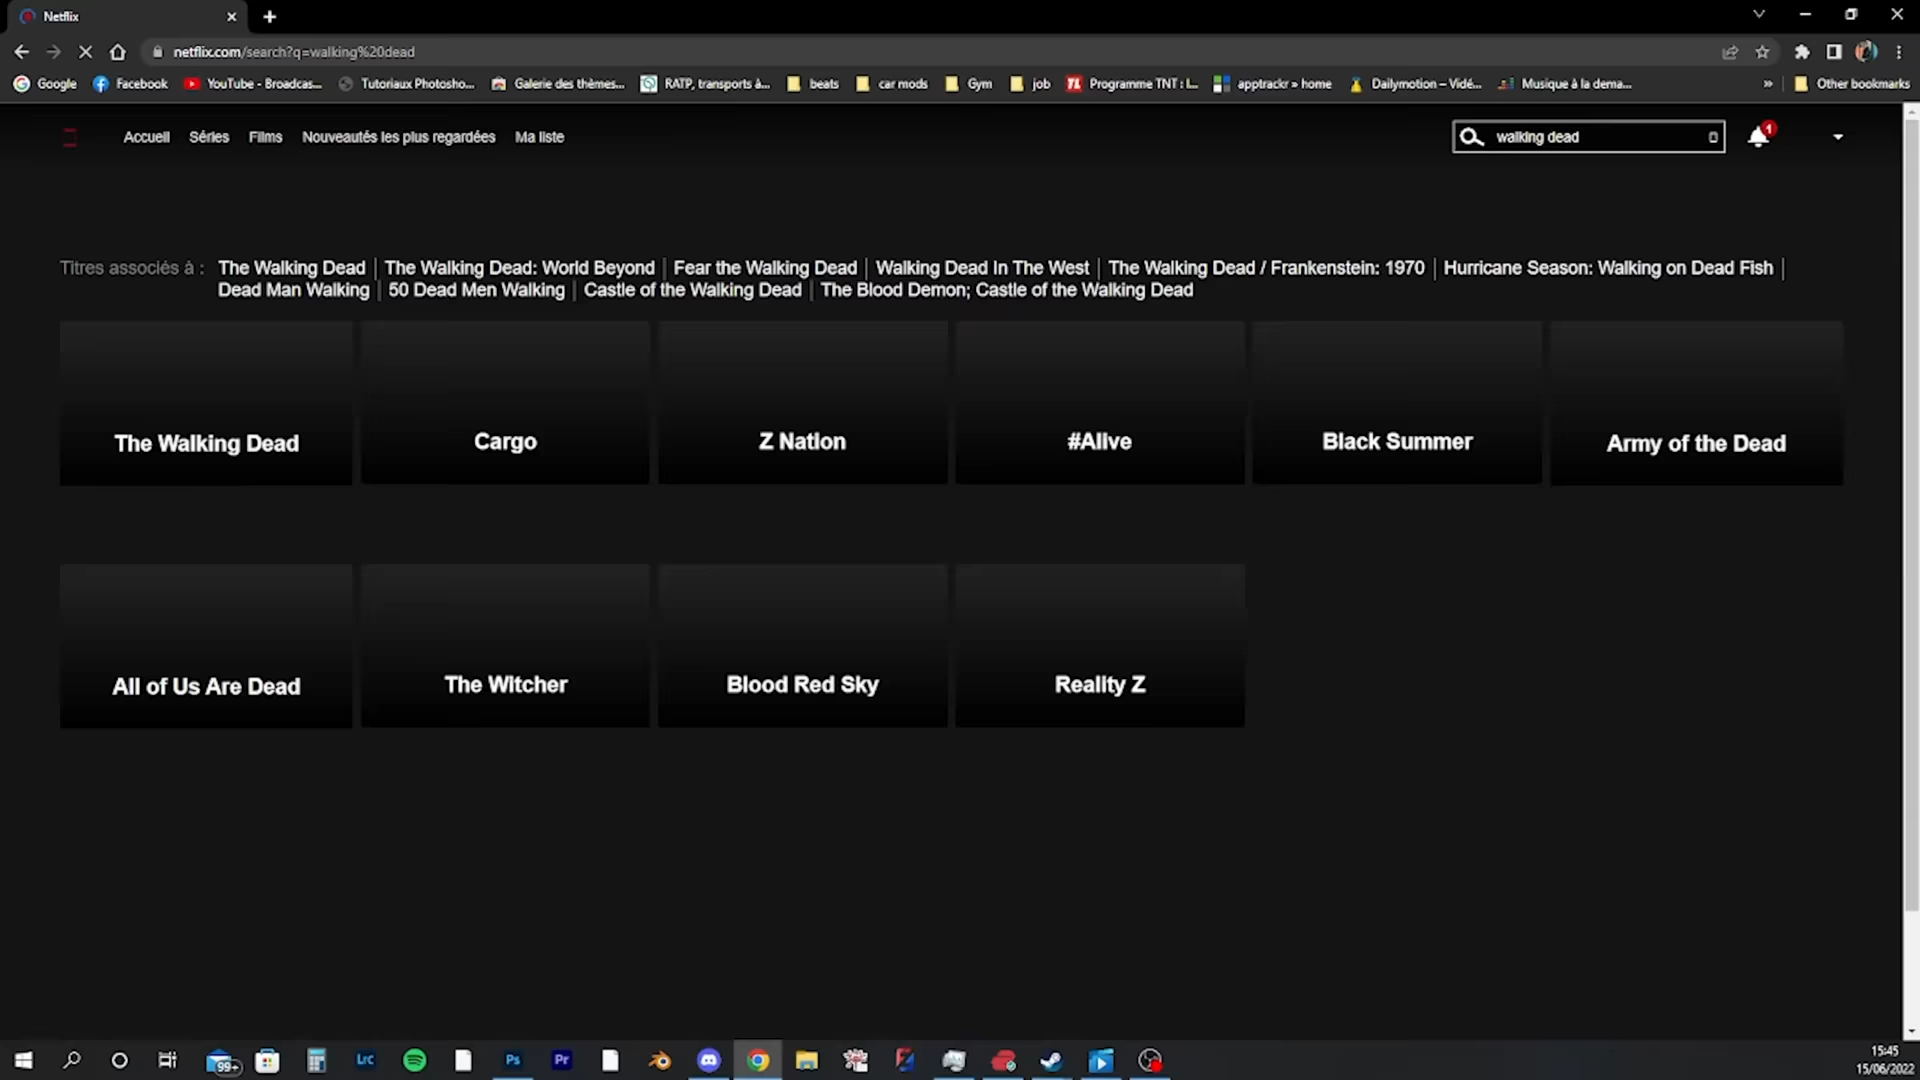 Netflix
netflix.com/search?q=walking%20dead
Google Facebook YouTube - Broadcas... Tutoriaux Photosho... Galerie des thèmes... RATP, transports à... beats car mods Gym job Programme TNT : L... apptrackr » home Dailymotion – Vidé... Musique à la dema... » Other bookmarks
Accueil Séries Films Nouveautés les plus regardées Ma liste walking dead 1
Titres associés à : The Walking Dead | The Walking Dead: World Beyond | Fear the Walking Dead | Walking Dead In The West | The Walking Dead / Frankenstein: 1970 | Hurricane Season: Walking on Dead Fish |
Dead Man Walking | 50 Dead Men Walking | Castle of the Walking Dead | The Blood Demon; Castle of the Walking Dead
The Walking Dead Cargo Z Nation #Alive Black Summer Army of the Dead
All of Us Are Dead The Witcher Blood Red Sky Reality Z
99+ Lrc Ps Pr
15:45
15/06/2022